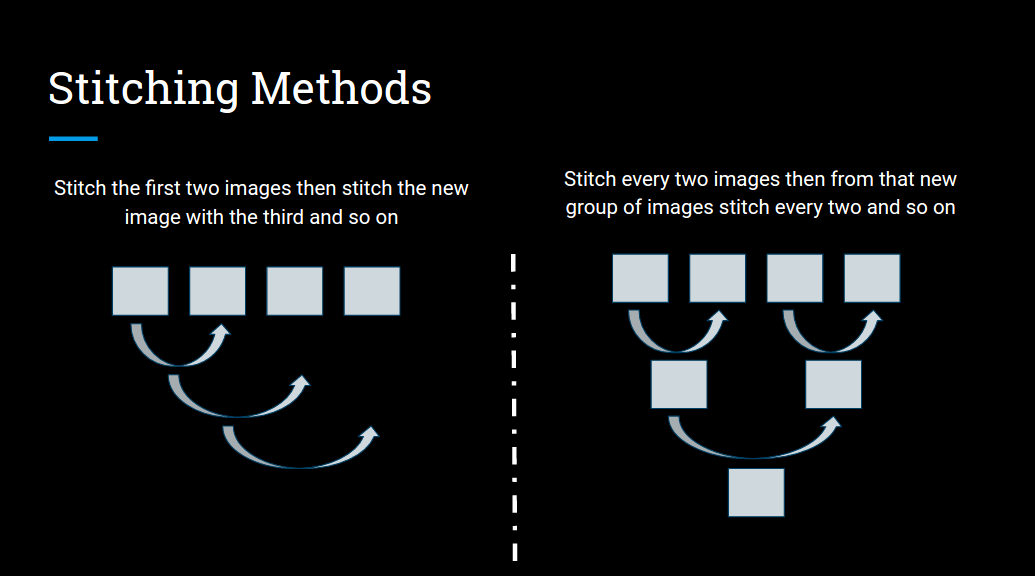 Stitching Methods
Stitch the first two images then stitch the new
image with the third and so on
Stitch every two images then from that new
group of images stitch every two and so on